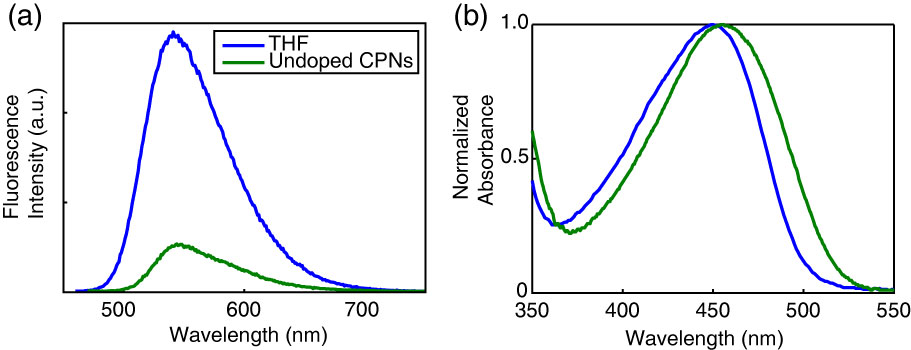 (a)
THF
Undoped CPNs
Fluorescence
Intensity (a.u.)
500 600 700
Wavelength (nm)
(b)
1.0
0.5
0
Normalized
Absorbance
350 400 450 500 550
Wavelength (nm)